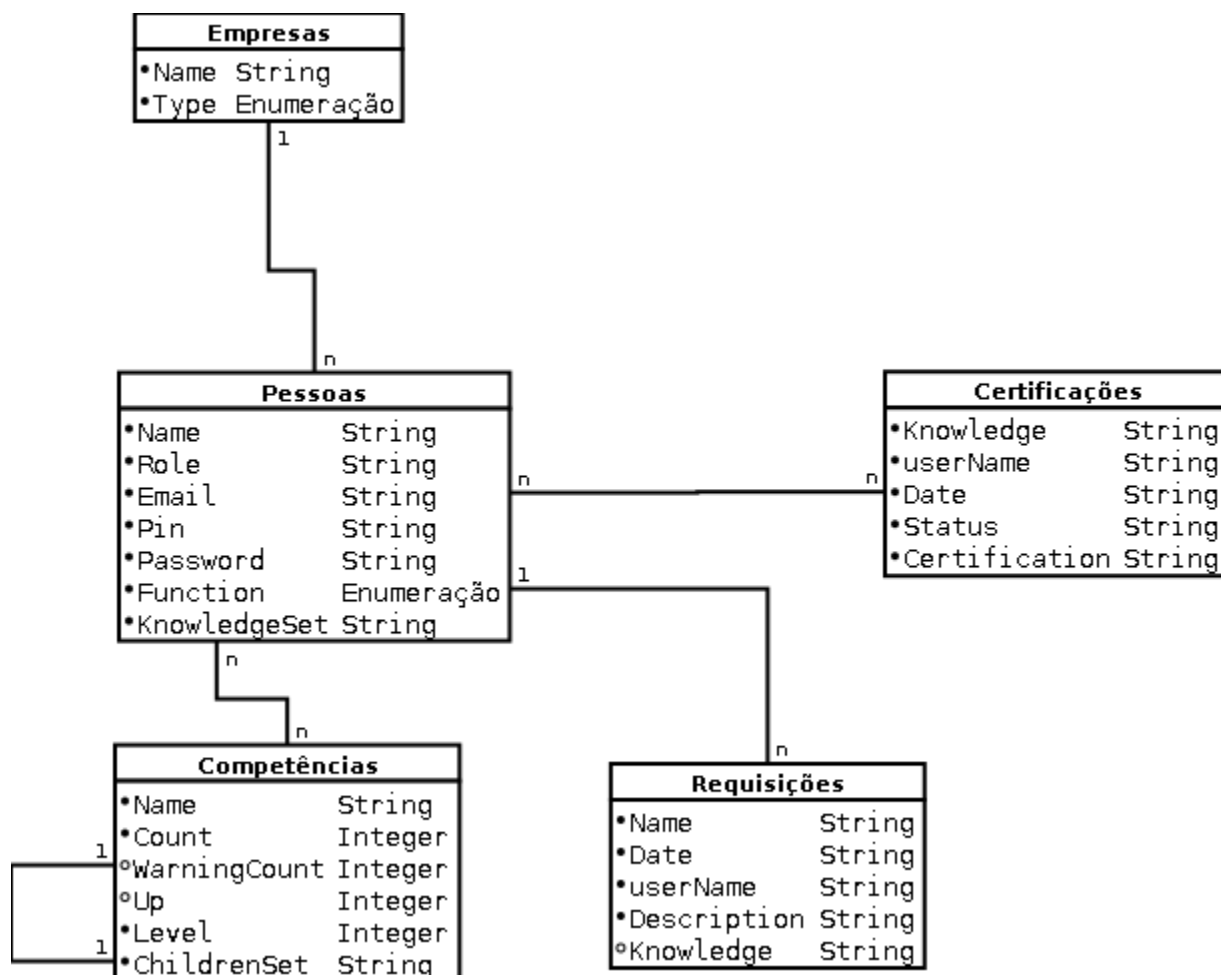 Empresas
•Name String
•Type Enumeração
1
n
Pessoas
•Name String
•Role String
•Email String
•Pin String
•Password String
•Function Enumeração
•KnowledgeSet String
n
n
Certificações
•Knowledge String
•userName String
•Date String
•Status String
•Certification String
1
n
n
n
Competências
•Name String
•Count Integer
∘WarningCount Integer
∘Up Integer
•Level Integer
•ChildrenSet String
1
1
Requisições
•Name String
•Date String
•userName String
•Description String
∘Knowledge String